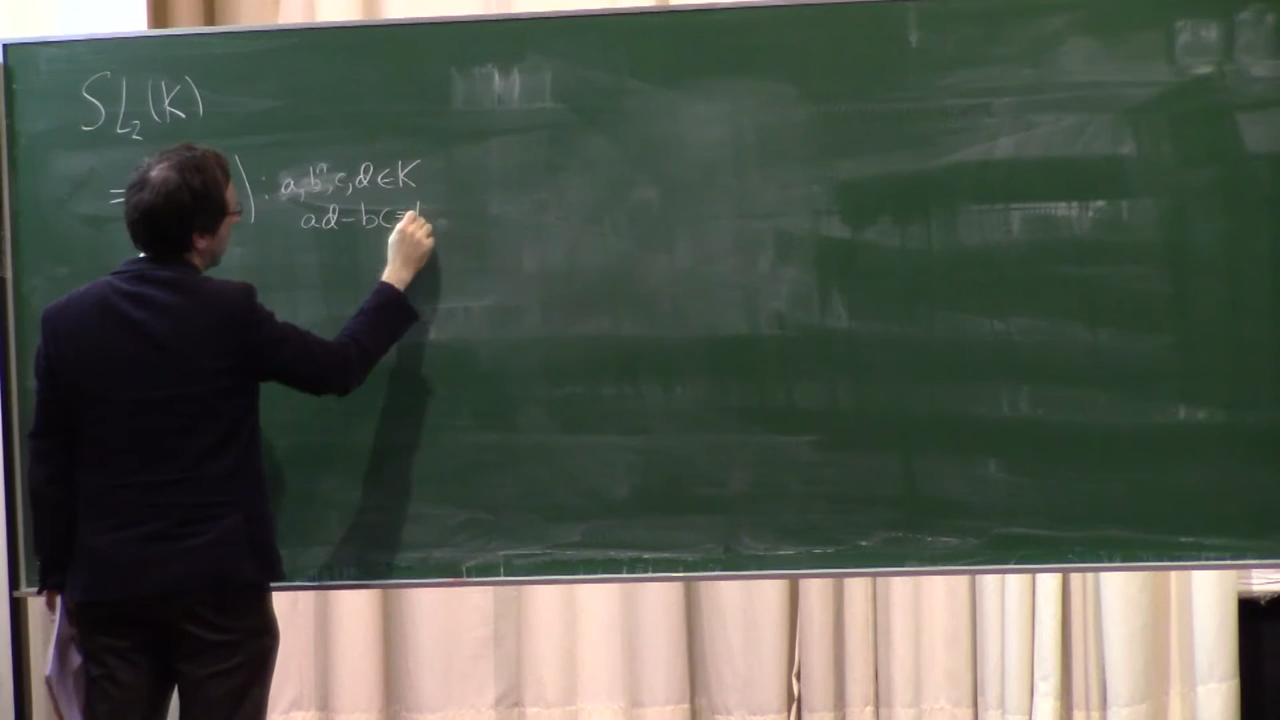 SL₂(K)
= ) : a, b, c, d ∈ K
ad - bc = 1